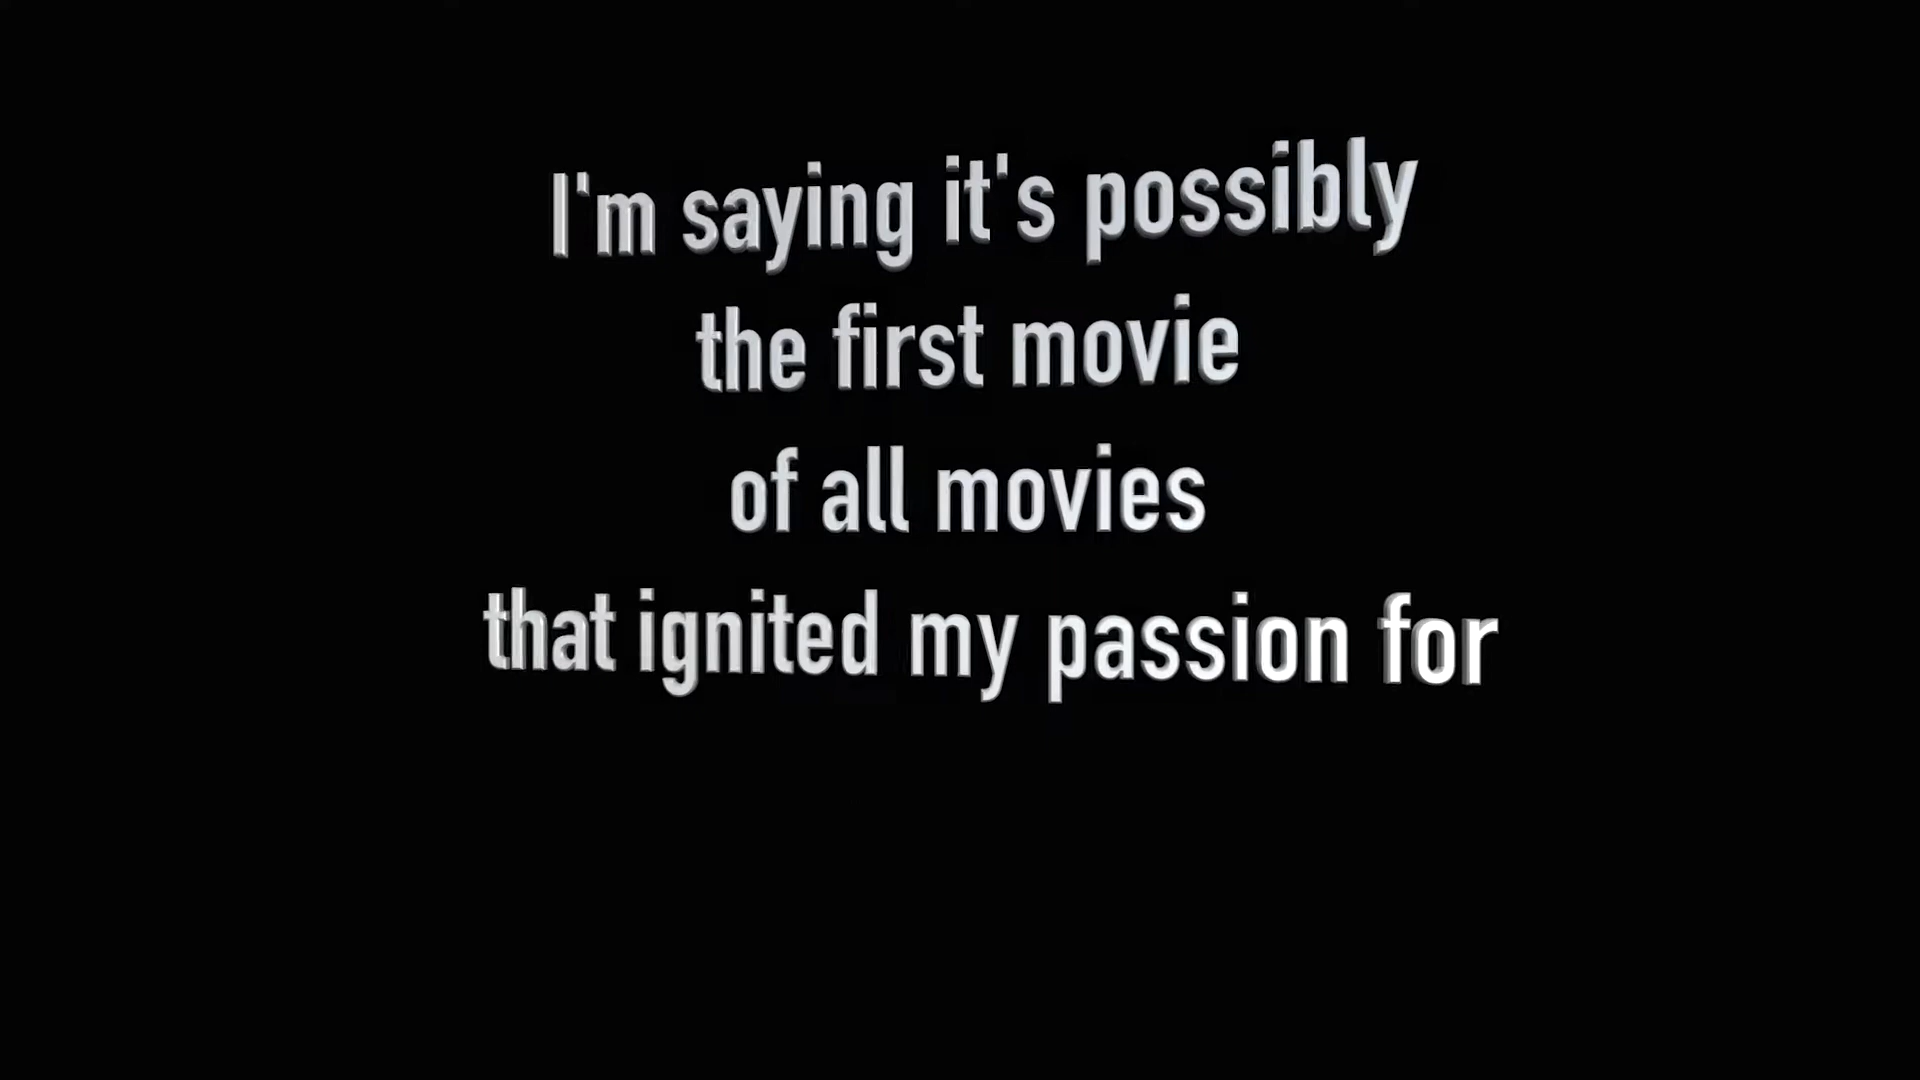 I'm saying it's possibly
the first movie
of all movies
that ignited my passion for